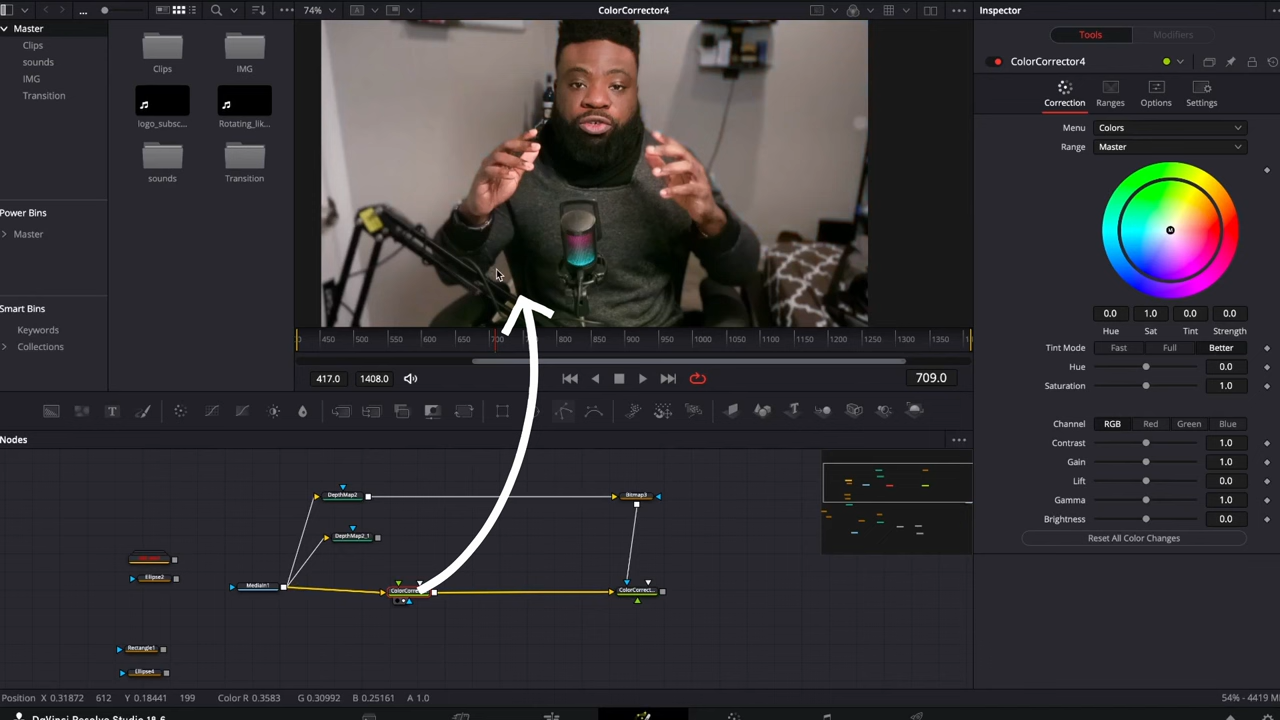 ...
74%
ColorCorrector4
Inspector
Master
Clips
sounds
IMG
Transition
Clips
IMG
logo_subsc...
Rotating_lik...
sounds
Transition
Power Bins
Master
Smart Bins
Keywords
Collections
Tools
Modifiers
ColorCorrector4
Correction
Ranges
Options
Settings
Menu
Colors
Range
Master
M
0.0
1.0
0.0
0.0
Hue
Sat
Tint
Strength
Tint Mode
Fast
Full
Better
Hue
0.0
Saturation
1.0
Channel
RGB
Red
Green
Blue
Contrast
1.0
Gain
1.0
Lift
0.0
Gamma
1.0
Brightness
0.0
Reset All Color Changes
450
500
550
600
650
700
750
800
850
900
950
1000
1050
1100
1150
1200
1250
1300
1350
417.0
1408.0
709.0
Nodes
DepthMap2
Bitmap3
DepthMap2_1
Ellipse2
MediaIn1
ColorCorrect...
Rectangle1
Ellipse4
Position X 0.31872 612 Y 0.18441 199 Color R 0.3583 G 0.30992 B 0.25161 A 1.0
54% - 4419 M
DaVinci Resolve Studio 18.6